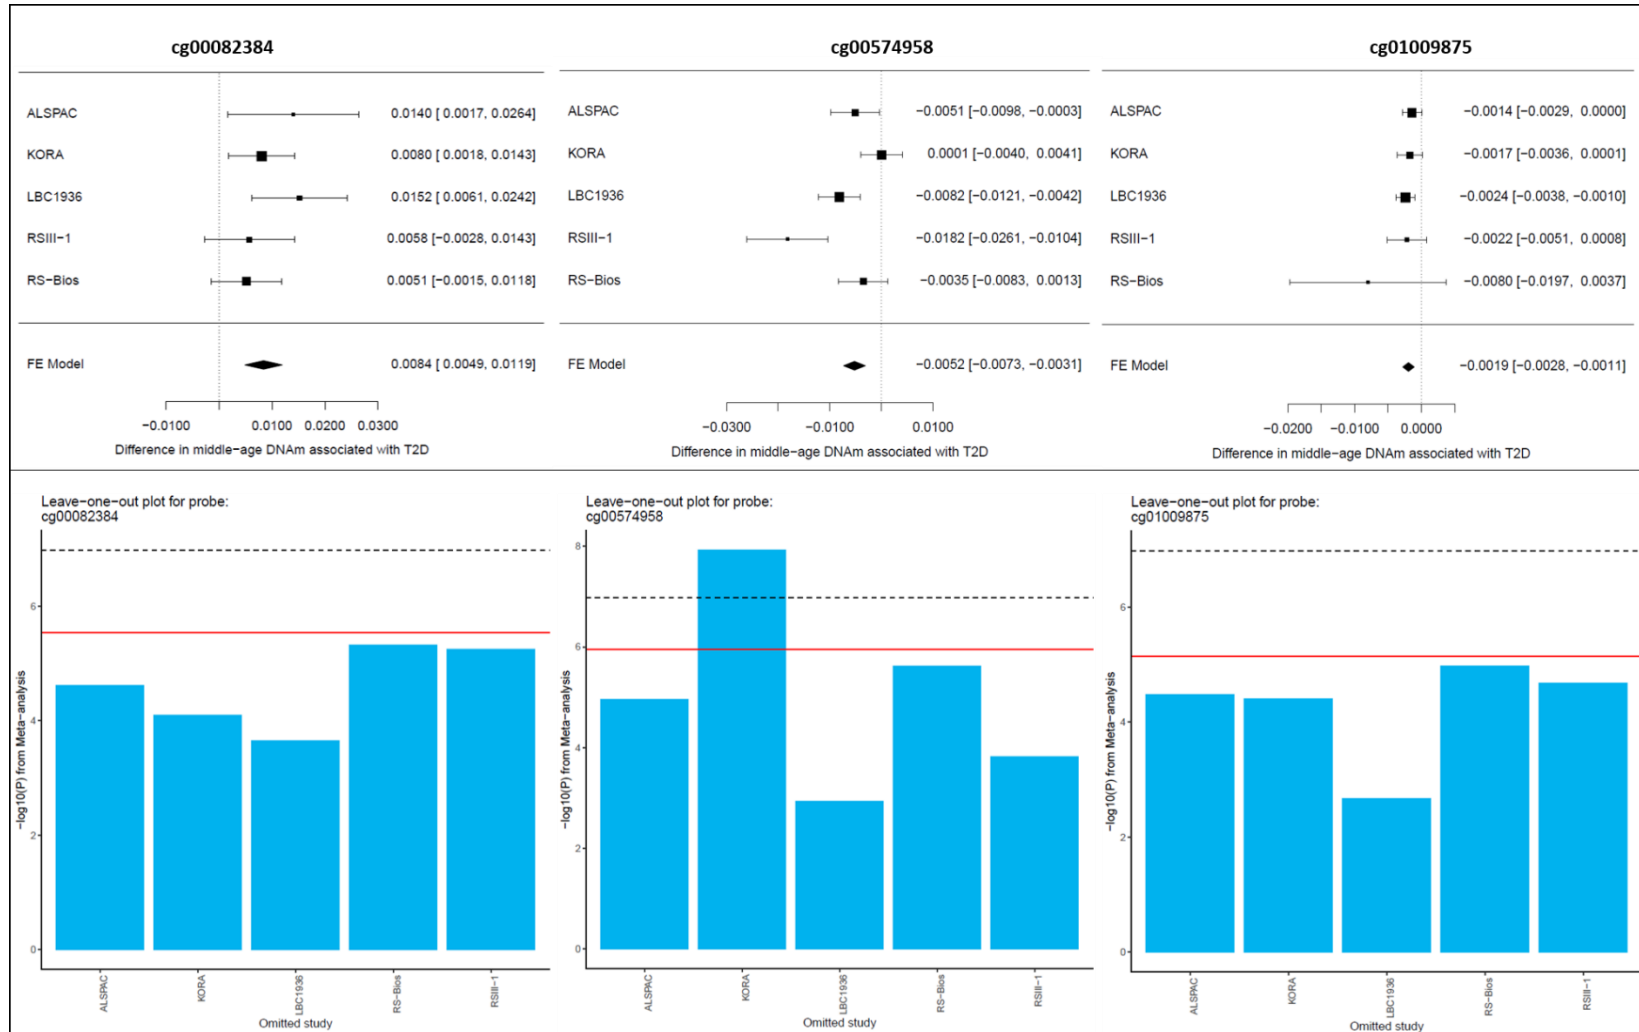 cg00082384
ALSPAC 0.0140 [ 0.0017, 0.0264]
KORA 0.0080 [ 0.0018, 0.0143]
LBC1936 0.0152 [ 0.0061, 0.0242]
RSIII−1 0.0058 [−0.0028, 0.0143]
RS−Bios 0.0051 [−0.0015, 0.0118]
FE Model 0.0084 [ 0.0049, 0.0119]
−0.0100 0.0100 0.0200 0.0300
Difference in middle−age DNAm associated with T2D
cg00574958
ALSPAC −0.0051 [−0.0098, −0.0003]
KORA 0.0001 [−0.0040, 0.0041]
LBC1936 −0.0082 [−0.0121, −0.0042]
RSIII−1 −0.0182 [−0.0261, −0.0104]
RS−Bios −0.0035 [−0.0083, 0.0013]
FE Model −0.0052 [−0.0073, −0.0031]
−0.0300 −0.0100 0.0100
Difference in middle−age DNAm associated with T2D
cg01009875
ALSPAC −0.0014 [−0.0029, 0.0000]
KORA −0.0017 [−0.0036, 0.0001]
LBC1936 −0.0024 [−0.0038, −0.0010]
RSIII−1 −0.0022 [−0.0051, 0.0008]
RS−Bios −0.0080 [−0.0197, 0.0037]
FE Model −0.0019 [−0.0028, −0.0011]
−0.0200 −0.0100 0.0000
Difference in middle−age DNAm associated with T2D
Leave−one−out plot for probe:
cg00082384
−log10(P) from Meta−analysis
6
4
2
0
ALSPAC KORA LBC1936 RS−Bios RSIII−1
Omitted study
Leave−one−out plot for probe:
cg00574958
−log10(P) from Meta−analysis
8
6
4
2
0
ALSPAC KORA LBC1936 RS−Bios RSIII−1
Omitted study
Leave−one−out plot for probe:
cg01009875
−log10(P) from Meta−analysis
6
4
2
0
ALSPAC KORA LBC1936 RS−Bios RSIII−1
Omitted study